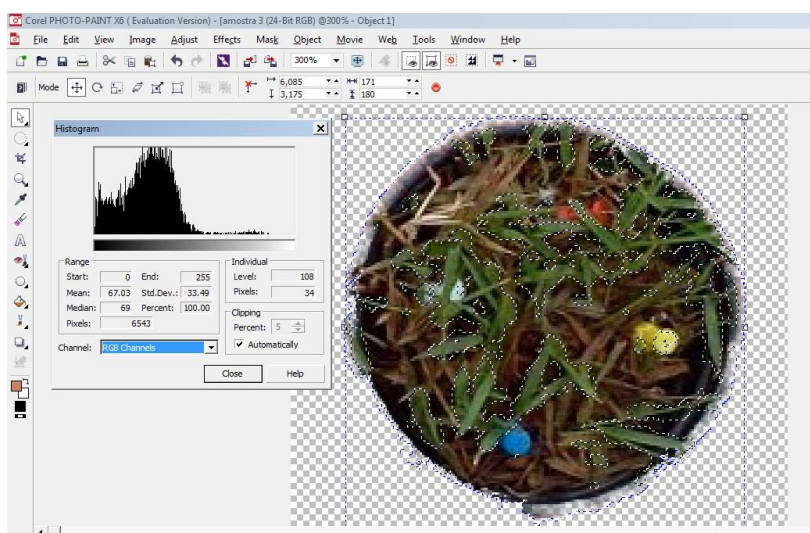 Corel PHOTO-PAINT X6 ( Evaluation Version) - [amostra 3 (24-Bit RGB) @300% - Object 1]
File Edit View Image Adjust Effects Mask Object Movie Web Tools Window Help
300%
Mode 6,085 171
3,175 180
Histogram
Range
Start: 0 End: 255
Mean: 67.03 Std.Dev.: 33.49
Median: 69 Percent: 100.00
Pixels: 6543
Individual
Level: 108
Pixels: 34
Clipping
Percent: 5
Automatically
Channel: RGB Channels
Close Help